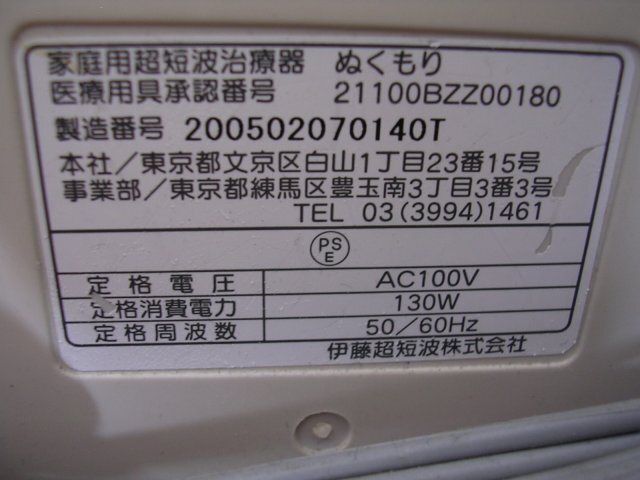 家庭用超短波治療器　ぬくもり
医療用具承認番号　21100BZZ00180
製造番号 200502070140T
本社／東京都文京区白山1丁目23番15号
事業部／東京都練馬区豊玉南3丁目3番3号
TEL 03(3994)1461
PS
E
定格電圧　AC100V
定格消費電力　130W
定格周波数　50／60Hz
伊藤超短波株式会社